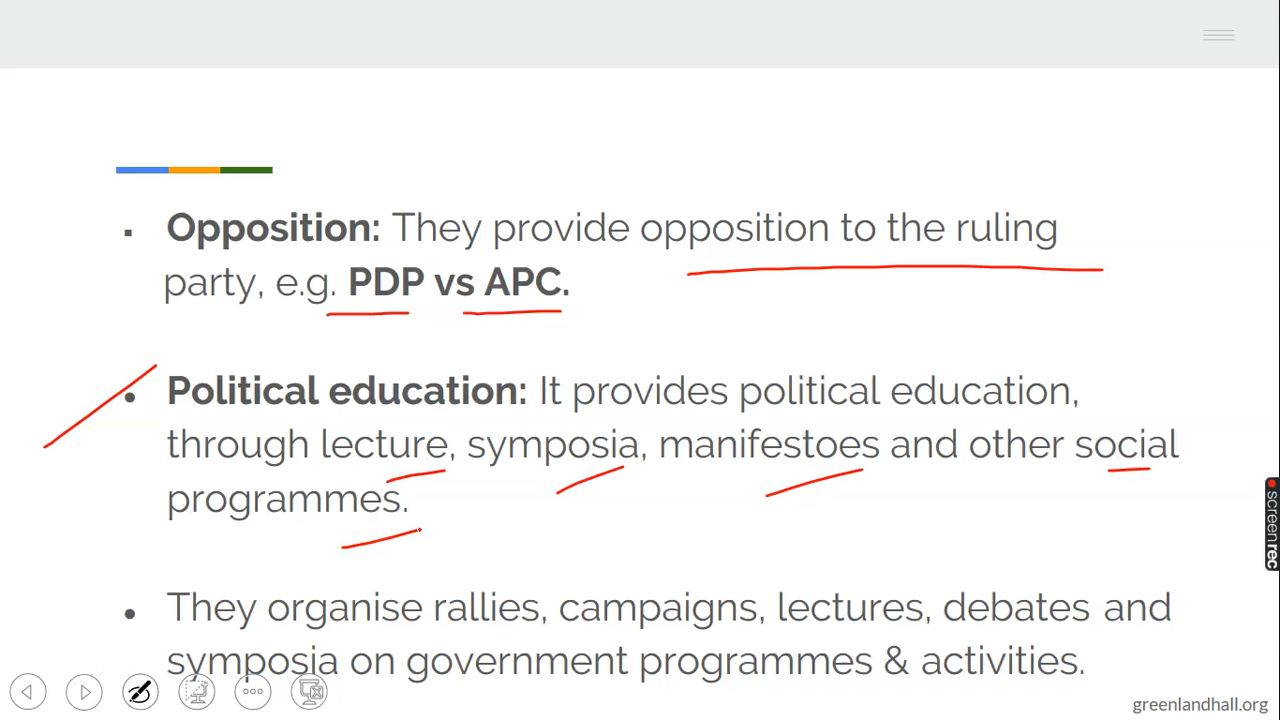 ▪ Opposition: They provide opposition to the ruling
party, e.g. PDP vs APC.
• Political education: It provides political education,
through lecture, symposia, manifestoes and other social
programmes.
• They organise rallies, campaigns, lectures, debates and
symposia on government programmes & activities.
greenlandhall.org
screenrec